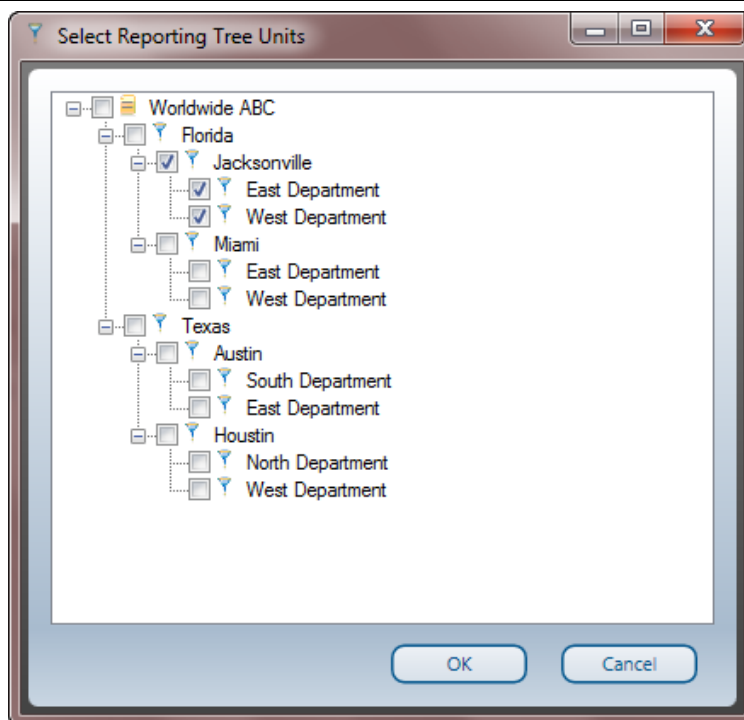 Select Reporting Tree Units
Worldwide ABC
Florida
Jacksonville
East Department
West Department
Miami
East Department
West Department
Texas
Austin
South Department
East Department
Houstin
North Department
West Department
OK Cancel